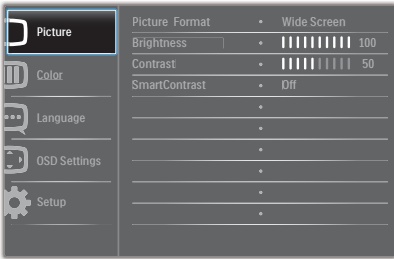 Picture
Color
Language
OSD Settings
Setup
Picture Format Wide Screen
Brightness 100
Contrast 50
SmartContrast Off